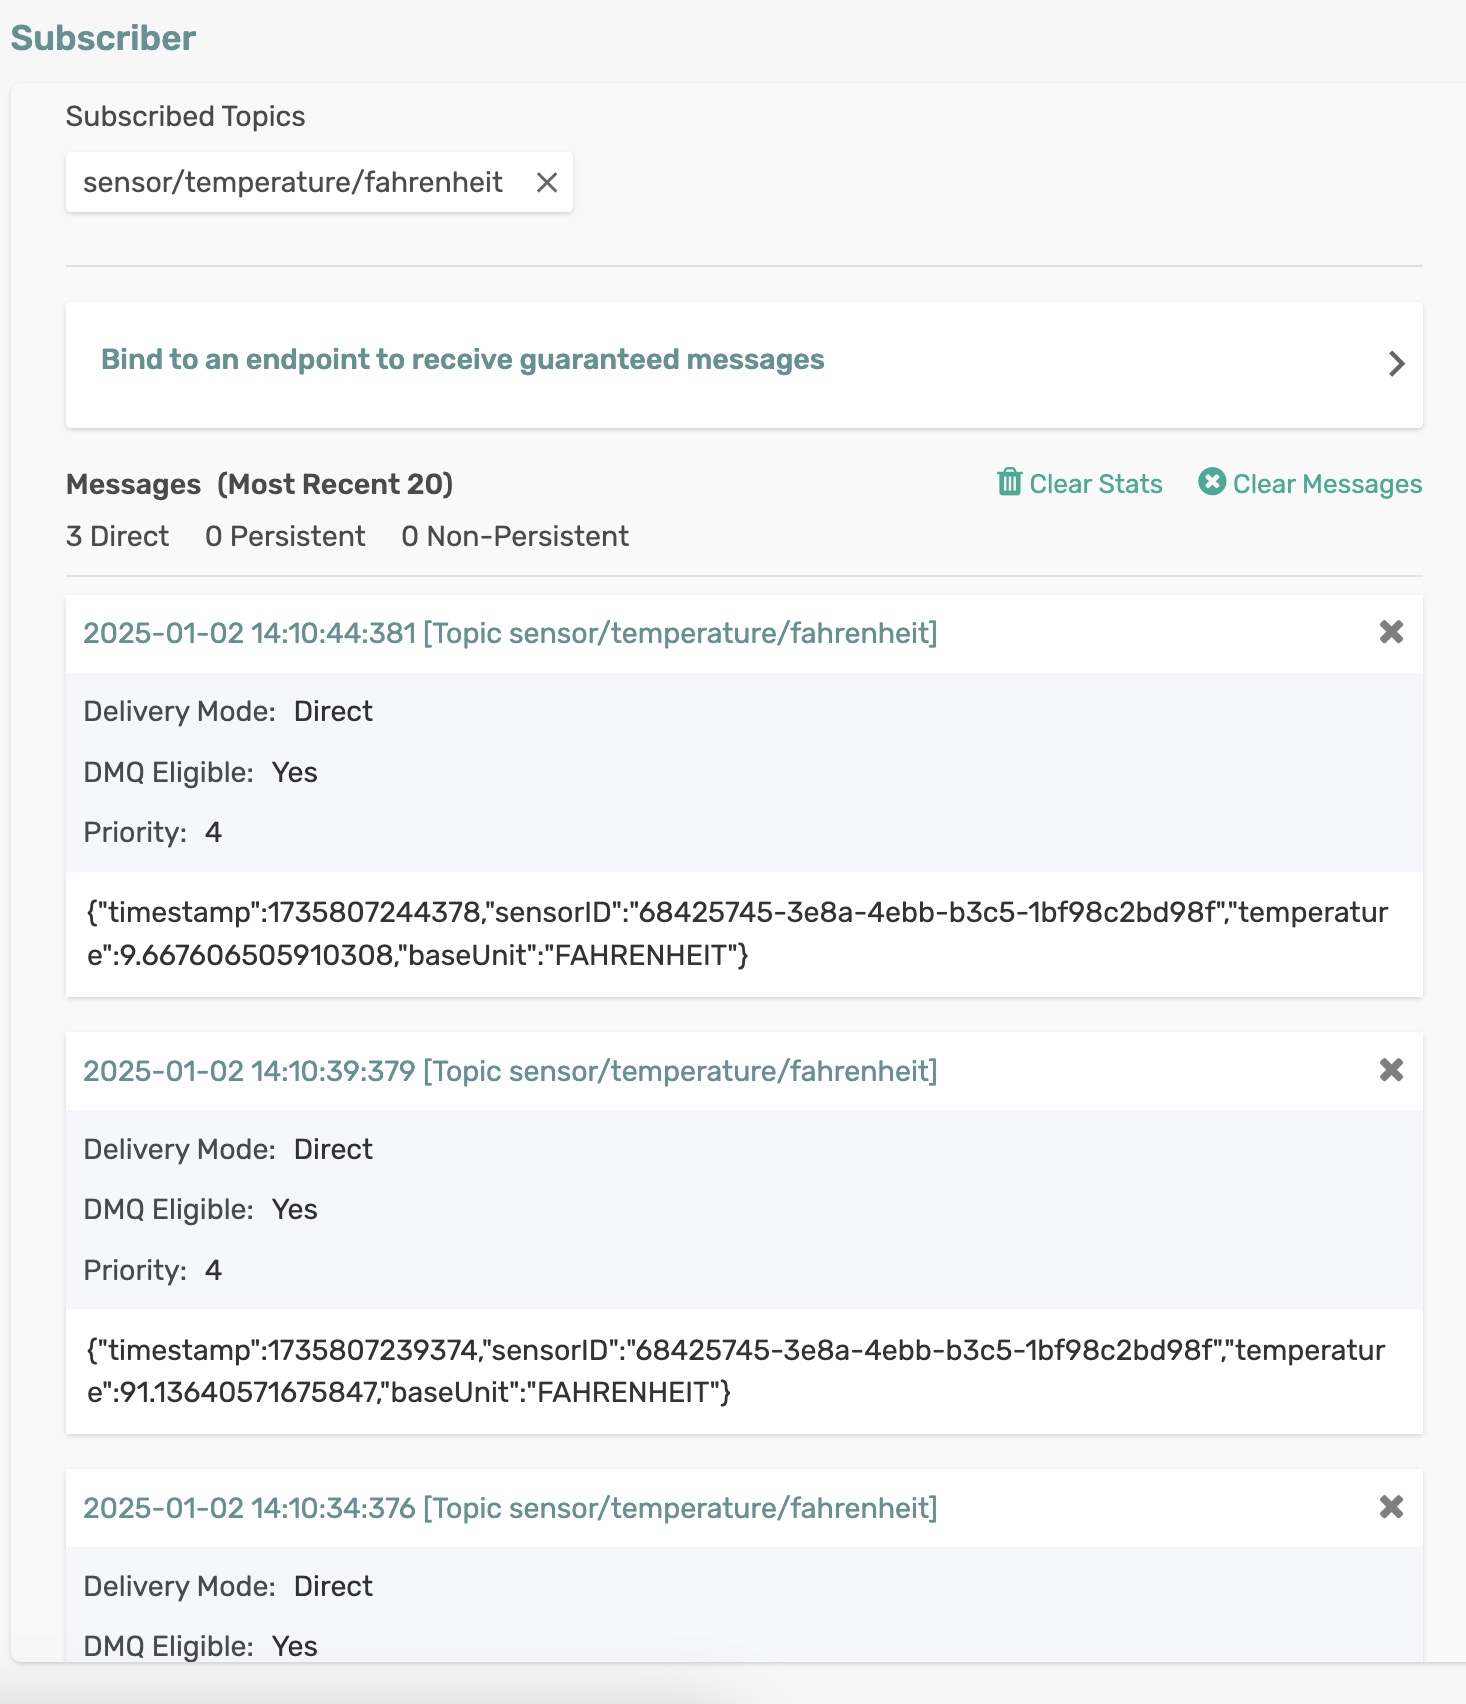 Subscriber
Subscribed Topics
sensor/temperature/fahrenheit
Bind to an endpoint to receive guaranteed messages
Messages (Most Recent 20) Clear Stats Clear Messages
3 Direct 0 Persistent 0 Non-Persistent
2025-01-02 14:10:44:381 [Topic sensor/temperature/fahrenheit]
Delivery Mode: Direct
DMQ Eligible: Yes
Priority: 4
{"timestamp":1735807244378,"sensorID":"68425745-3e8a-4ebb-b3c5-1bf98c2bd98f","temperatur
e":9.667606505910308,"baseUnit":"FAHRENHEIT"}
2025-01-02 14:10:39:379 [Topic sensor/temperature/fahrenheit]
Delivery Mode: Direct
DMQ Eligible: Yes
Priority: 4
{"timestamp":1735807239374,"sensorID":"68425745-3e8a-4ebb-b3c5-1bf98c2bd98f","temperatur
e":91.13640571675847,"baseUnit":"FAHRENHEIT"}
2025-01-02 14:10:34:376 [Topic sensor/temperature/fahrenheit]
Delivery Mode: Direct
DMQ Eligible: Yes